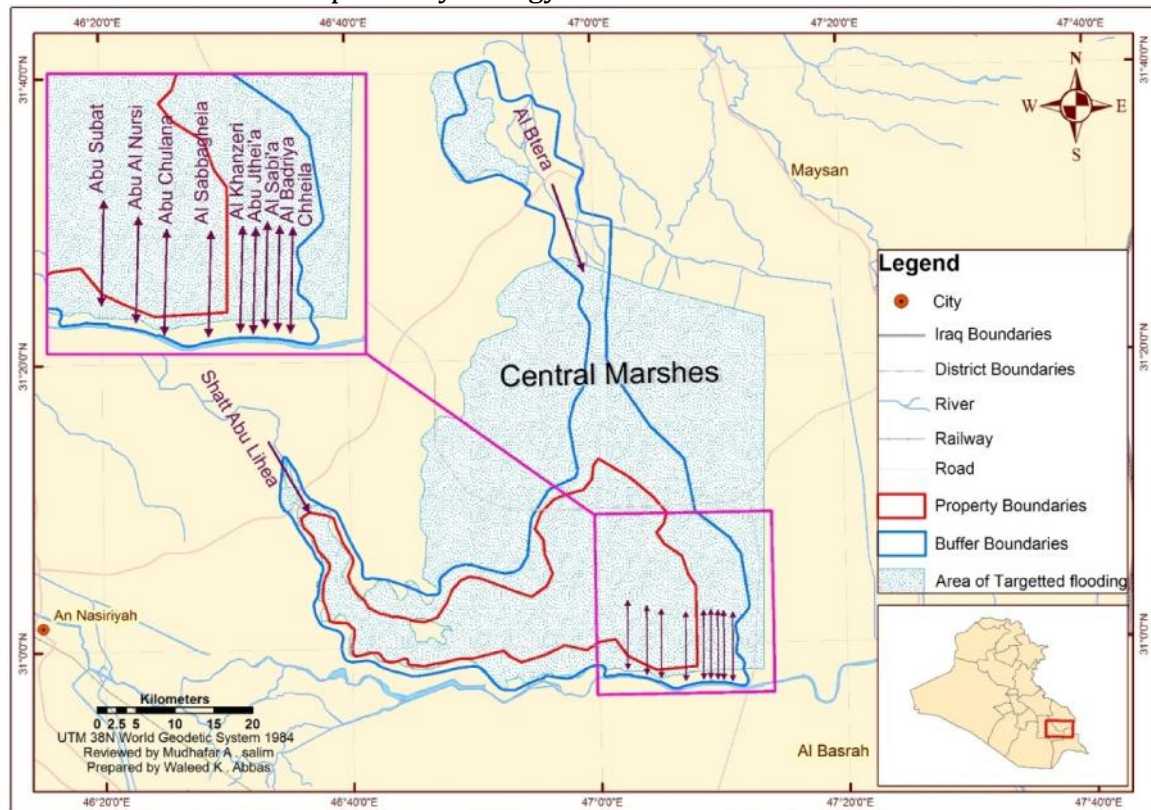 46°20'0"E
46°40'0"E
47°0'0"E
47°20'0"E
47°40'0"E
31°40'0"N
31°20'0"N
31°0'0"N
31°40'0"N
31°20'0"N
31°0'0"N
N
W
E
S
Abu Subat
Abu Al Nursi
Abu Chulana
Al Sabbagheia
Al Khanzeri
Abu Jthei'a
Al Sabi'a
Al Badriya
Chheila
Al Btera
Maysan
Central Marshes
Shatt Abu Lihea
An Nasiriyah
Al Basrah
Legend
City
Iraq Boundaries
District Boundaries
River
Railway
Road
Property Boundaries
Buffer Boundaries
Area of Targetted flooding
Kilometers
0 2.5 5 10 15 20
UTM 38N World Geodetic System 1984
Reviewed by Mudhafar A . salim
Prepared by Waleed K . Abbas
46°20'0"E
46°40'0"E
47°0'0"E
47°20'0"E
47°40'0"E